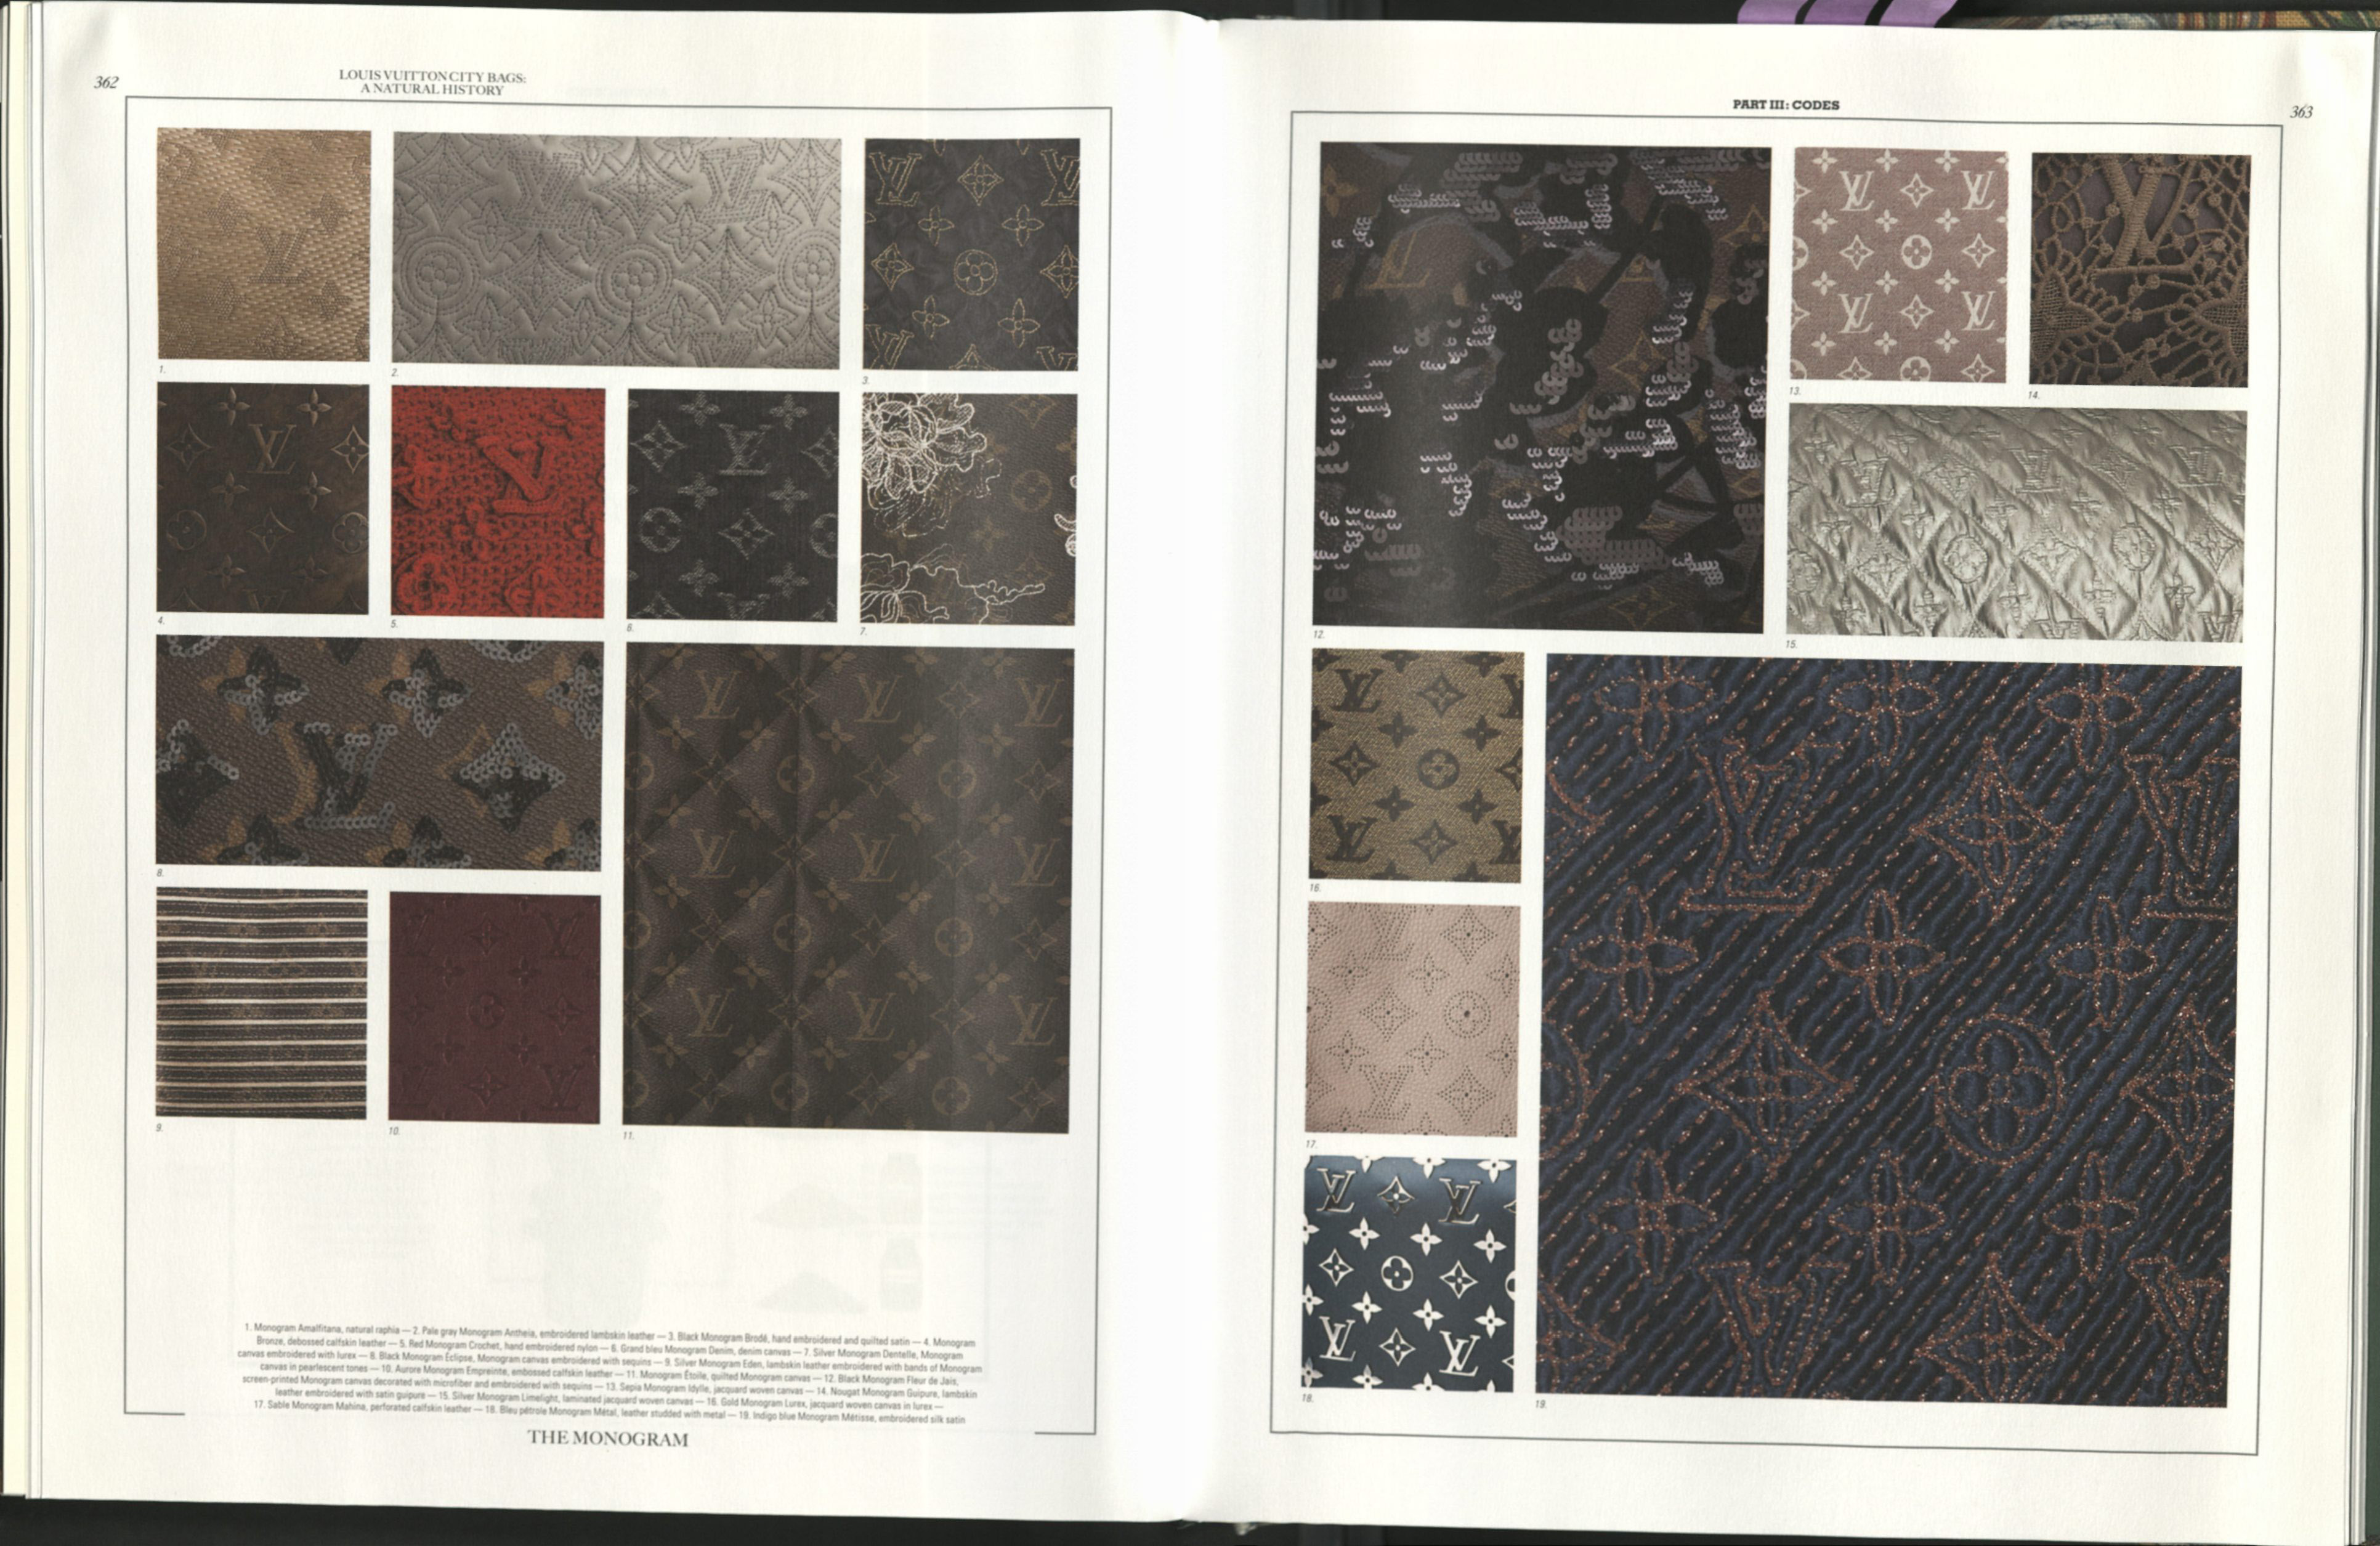 362
LOUIS VUITTON CITY BAGS:
A NATURAL HISTORY
1.
2.
3.
4.
5.
6.
7.
8.
9.
10.
11.
1. Monogram Amalfitana, natural raphia — 2. Pale gray Monogram Antheia, embroidered lambskin leather — 3. Black Monogram Brodé, hand embroidered and quilted satin — 4. Monogram
Bronze, debossed calfskin leather — 5. Red Monogram Crochet, hand embroidered nylon — 6. Grand bleu Monogram Denim, denim canvas — 7. Silver Monogram Dentelle, Monogram
canvas embroidered with lurex — 8. Black Monogram Eclipse, Monogram canvas embroidered with sequins — 9. Silver Monogram Eden, lambskin leather embroidered with bands of Monogram
canvas in pearlescent tones — 10. Aurore Monogram Empreinte, embossed calfskin leather — 11. Monogram Étoile, quilted Monogram canvas — 12. Black Monogram Fleur de Jais,
screen-printed Monogram canvas decorated with microfiber and embroidered with sequins — 13. Sepia Monogram Idylle, jacquard woven canvas — 14. Nougat Monogram Guipure, lambskin
leather embroidered with satin guipure — 15. Silver Monogram Limelight, laminated jacquard woven canvas — 16. Gold Monogram Lurex, jacquard woven canvas in lurex —
17. Sable Monogram Mahina, perforated calfskin leather — 18. Bleu pétrole Monogram Métal, leather studded with metal — 19. Indigo blue Monogram Métisse, embroidered silk satin
THE MONOGRAM
PART III: CODES
363
12.
13.
14.
15.
16.
17.
18.
19.